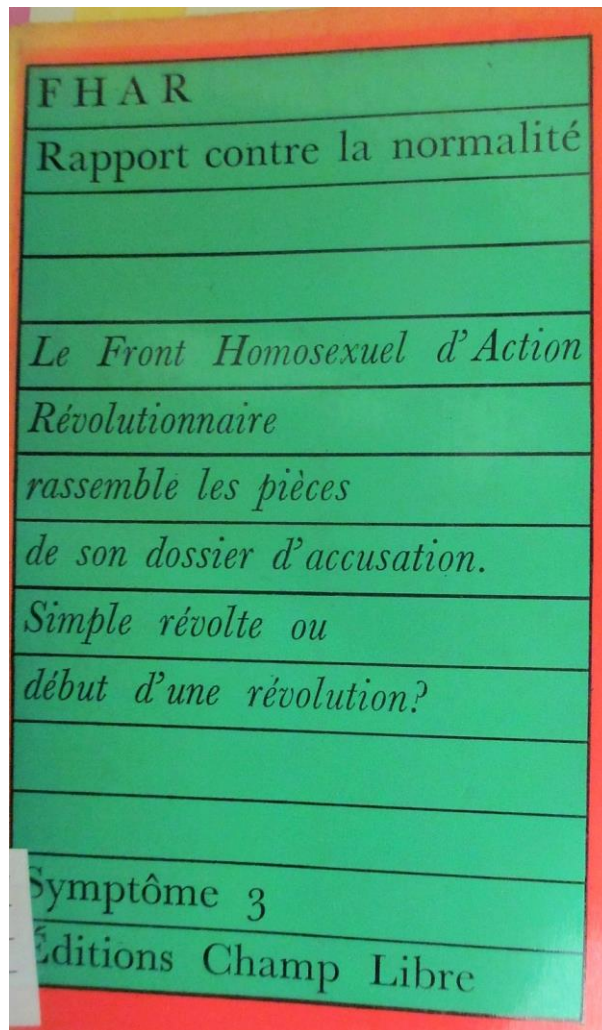 FHAR
Rapport contre la normalité
Le Front Homosexuel d'Action
Révolutionnaire
rassemble les pièces
de son dossier d'accusation.
Simple révolte ou
début d'une révolution?
Symptôme 3
Éditions Champ Libre